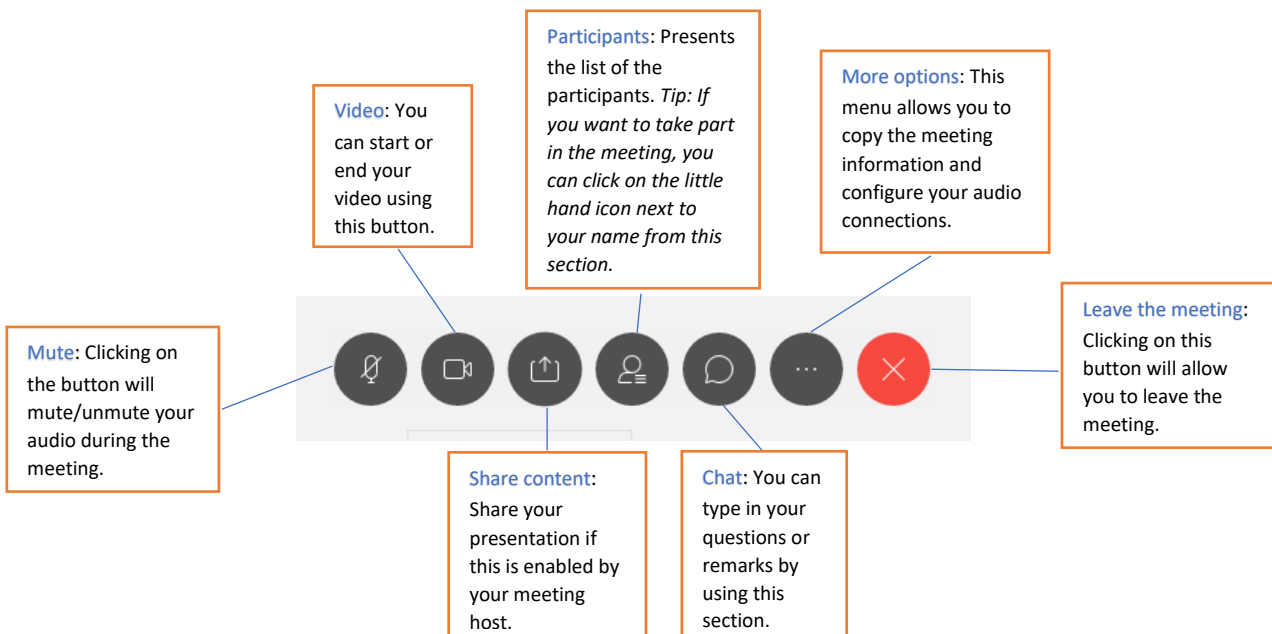 Participants: Presents
the list of the
participants. Tip: If
you want to take part
in the meeting, you
can click on the little
hand icon next to
your name from this
section.
More options: This
menu allows you to
copy the meeting
information and
configure your audio
connections.
Video: You
can start or
end your
video using
this button.
Leave the meeting:
Clicking on this
button will allow
you to leave the
meeting.
Mute: Clicking on
the button will
mute/unmute your
audio during the
meeting.
Share content:
Share your
presentation if
this is enabled by
your meeting
host.
Chat: You can
type in your
questions or
remarks by
using this
section.